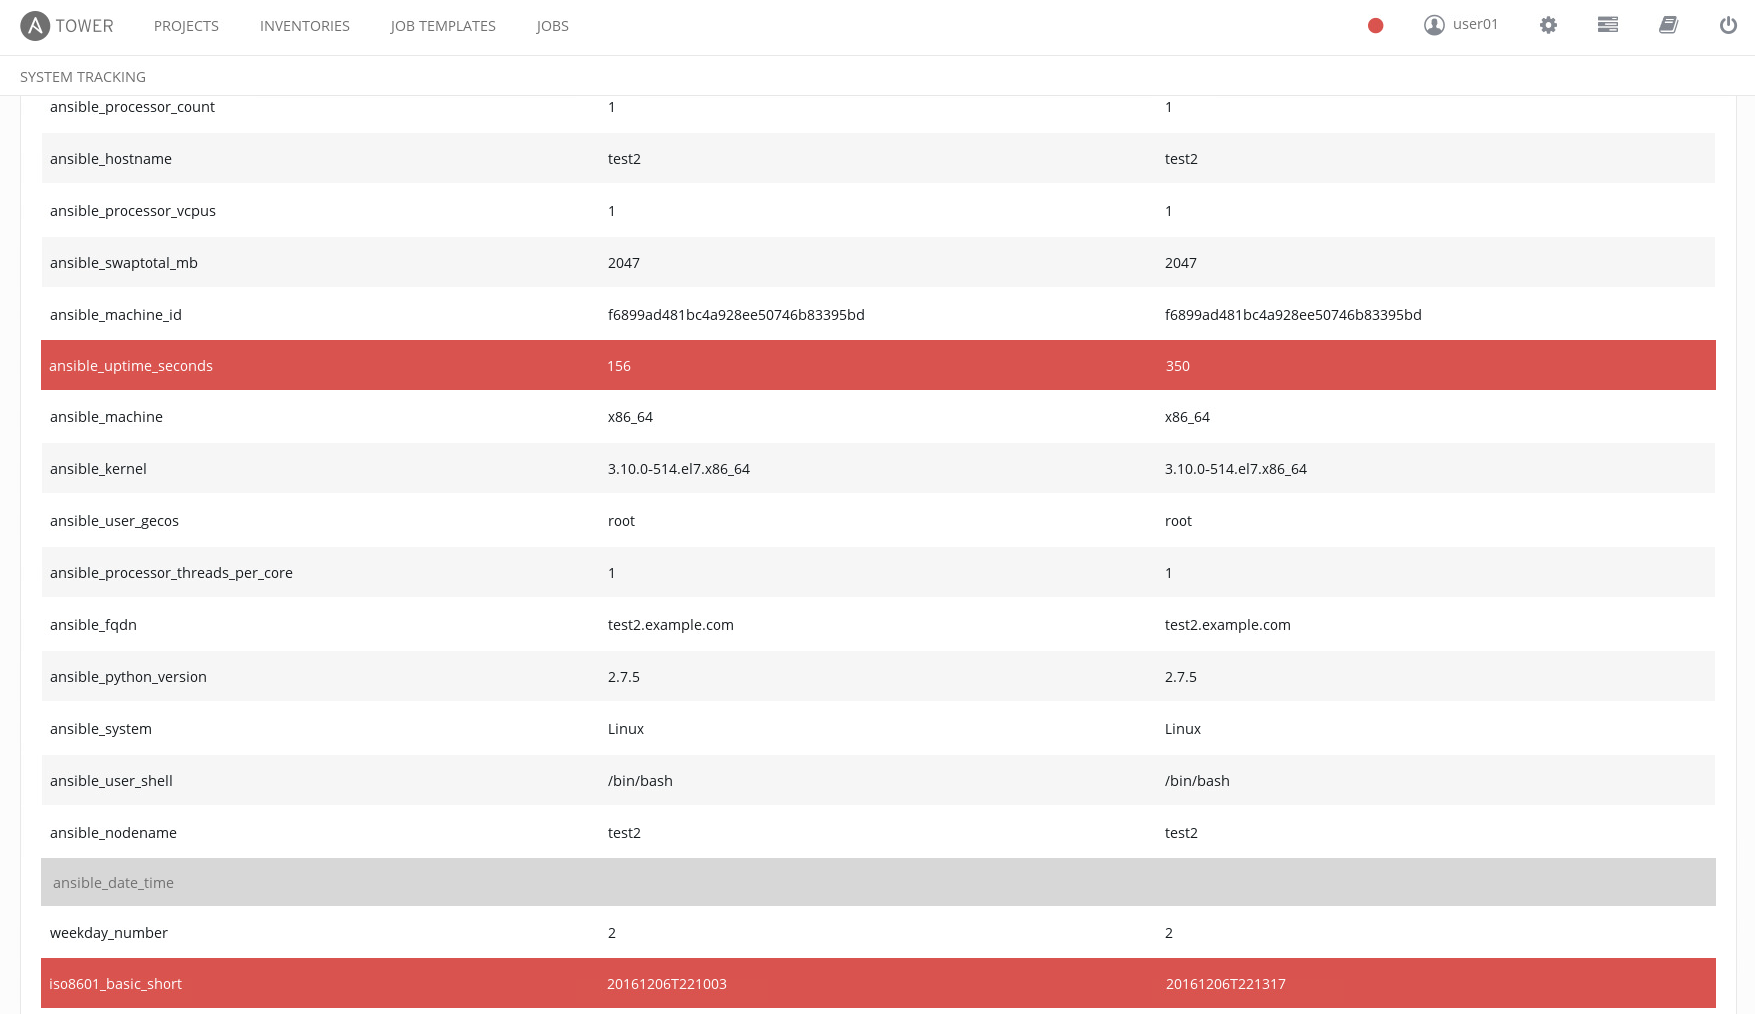 TOWER PROJECTS INVENTORIES JOB TEMPLATES JOBS user01
SYSTEM TRACKING
ansible_processor_count 1 1
ansible_hostname test2 test2
ansible_processor_vcpus 1 1
ansible_swaptotal_mb 2047 2047
ansible_machine_id f6899ad481bc4a928ee50746b83395bd f6899ad481bc4a928ee50746b83395bd
ansible_uptime_seconds 156 350
ansible_machine x86_64 x86_64
ansible_kernel 3.10.0-514.el7.x86_64 3.10.0-514.el7.x86_64
ansible_user_gecos root root
ansible_processor_threads_per_core 1 1
ansible_fqdn test2.example.com test2.example.com
ansible_python_version 2.7.5 2.7.5
ansible_system Linux Linux
ansible_user_shell /bin/bash /bin/bash
ansible_nodename test2 test2
ansible_date_time
weekday_number 2 2
iso8601_basic_short 20161206T221003 20161206T221317